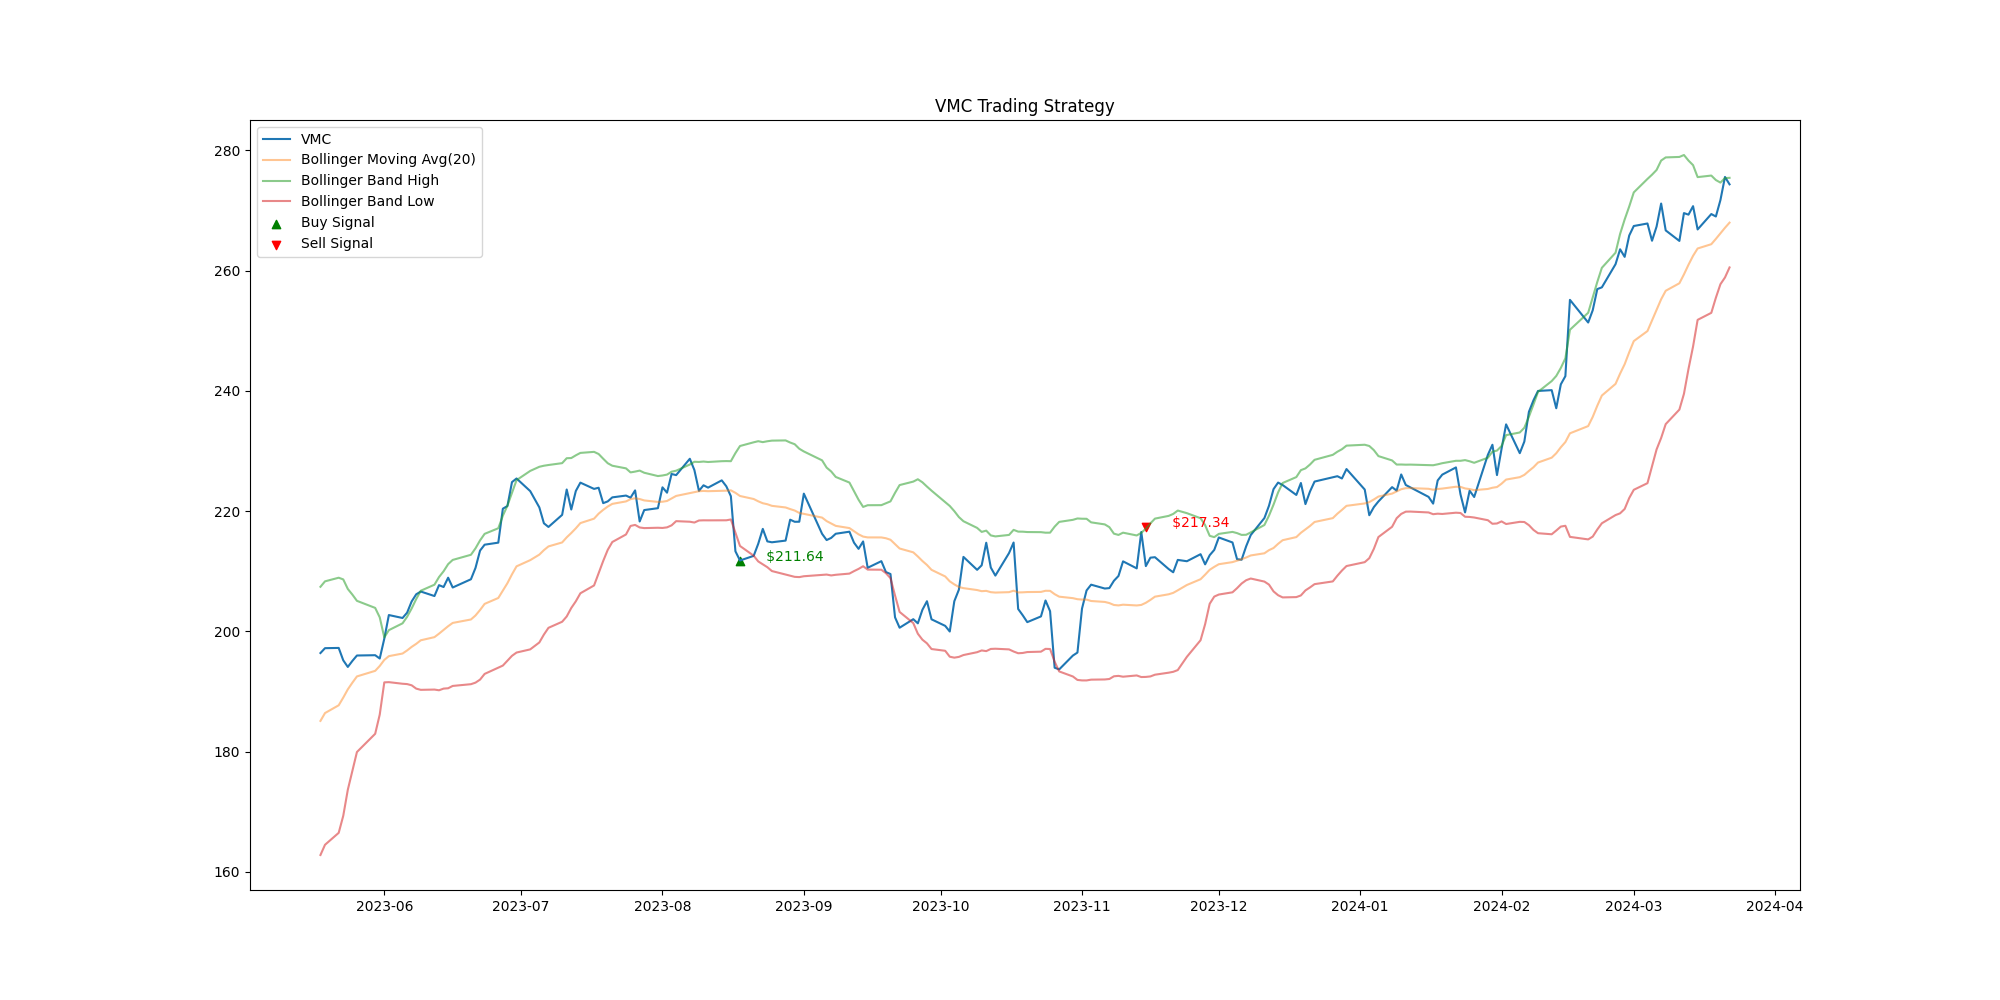 VMC Trading Strategy
VMC
Bollinger Moving Avg(20)
Bollinger Band High
Bollinger Band Low
Buy Signal
Sell Signal
280
260
240
220
200
180
160
$211.64
$217.34
2023-06
2023-07
2023-08
2023-09
2023-10
2023-11
2023-12
2024-01
2024-02
2024-03
2024-04